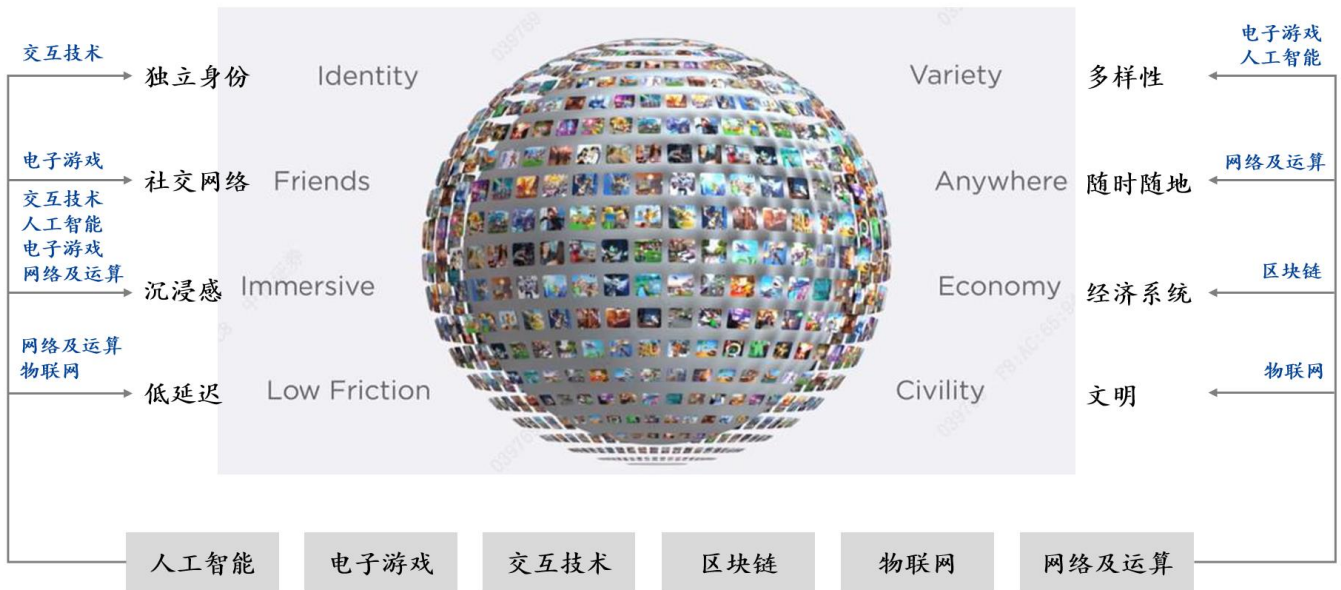 交互技术
独立身份 Identity
电子游戏
社交网络 Friends
交互技术
人工智能
电子游戏
网络及运算
沉浸感 Immersive
网络及运算
物联网
低延迟 Low Friction
电子游戏
人工智能
Variety 多样性
网络及运算
Anywhere 随时随地
区块链
Economy 经济系统
物联网
Civility 文明
人工智能 电子游戏 交互技术 区块链 物联网 网络及运算
039769